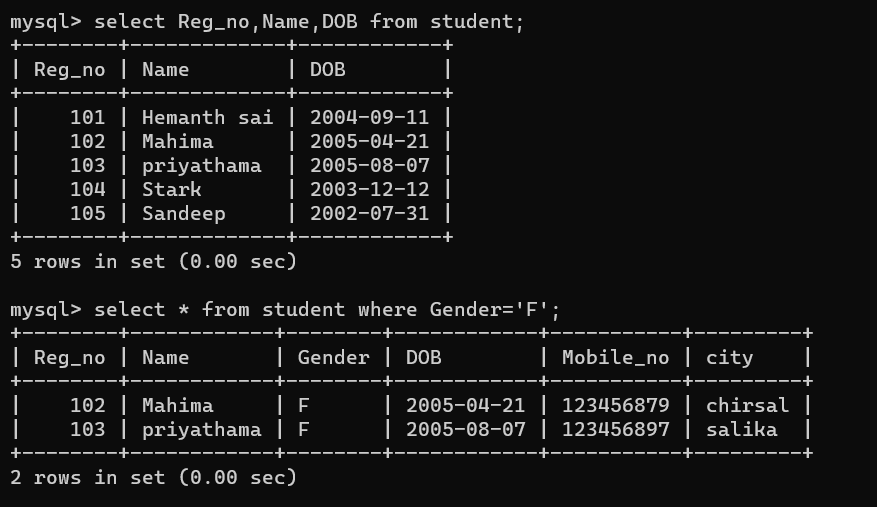 mysql> select Reg_no,Name,DOB from student;
+--------+-------------+------------+
| Reg_no | Name        | DOB        |
+--------+-------------+------------+
|    101 | Hemanth sai | 2004-09-11 |
|    102 | Mahima      | 2005-04-21 |
|    103 | priyathama  | 2005-08-07 |
|    104 | Stark       | 2003-12-12 |
|    105 | Sandeep     | 2002-07-31 |
+--------+-------------+------------+
5 rows in set (0.00 sec)

mysql> select * from student where Gender='F';
+--------+------------+--------+------------+-----------+---------+
| Reg_no | Name       | Gender | DOB        | Mobile_no | city    |
+--------+------------+--------+------------+-----------+---------+
|    102 | Mahima     | F      | 2005-04-21 | 123456879 | chirsal |
|    103 | priyathama | F      | 2005-08-07 | 123456897 | salika  |
+--------+------------+--------+------------+-----------+---------+
2 rows in set (0.00 sec)